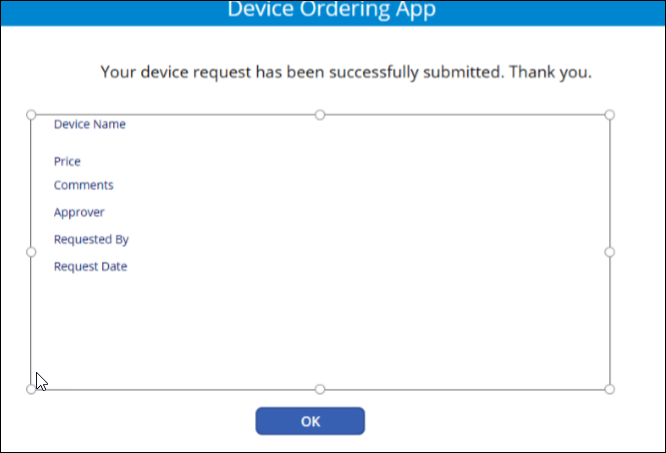 Device Ordering App
Your device request has been successfully submitted. Thank you.
Device Name
Price
Comments
Approver
Requested By
Request Date
OK